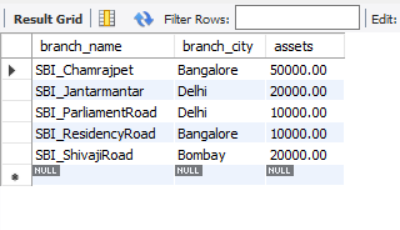 Result Grid Filter Rows: Edit:
branch_name branch_city assets
SBI_Chamrajpet Bangalore 50000.00
SBI_Jantarmantar Delhi 20000.00
SBI_ParliamentRoad Delhi 10000.00
SBI_ResidencyRoad Bangalore 10000.00
SBI_ShivajiRoad Bombay 20000.00
NULL NULL NULL